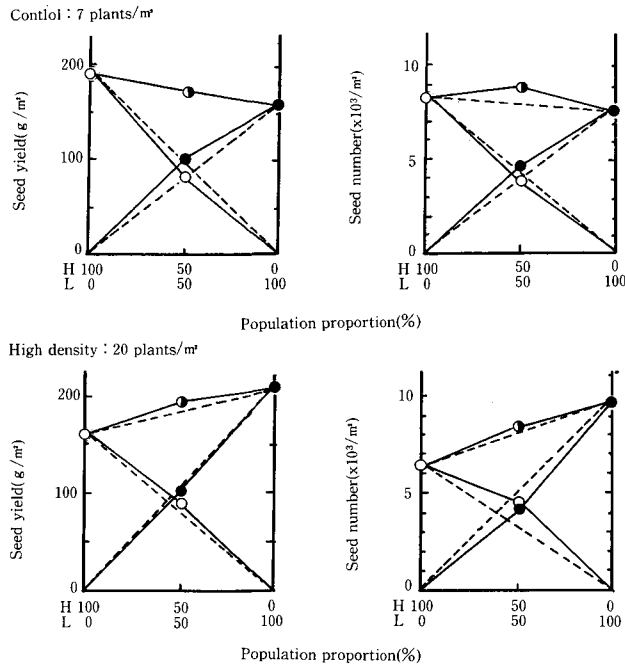 Contlol : 7 plants/m²
Seed yield( g / m²)
200
100
0
H 100 50 0
L 0 50 100
Seed number(x10³/m²)
10
5
0
H 100 50 0
L 0 50 100
Population proportion(%)
High density : 20 plants/m²
Seed yield( g / m²)
200
100
0
H 100 50 0
L 0 50 100
Seed number(x10³/m²)
10
5
0
H 100 50 0
L 0 50 100
Population proportion(%)